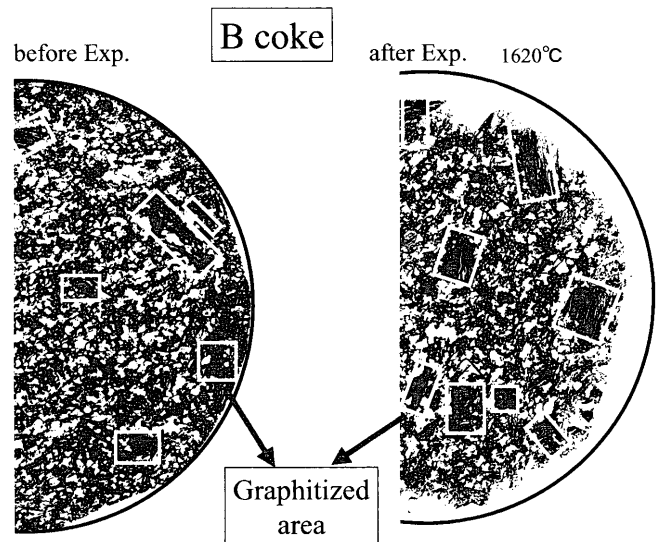 B coke
before Exp.
after Exp. 1620℃
Graphitized
area